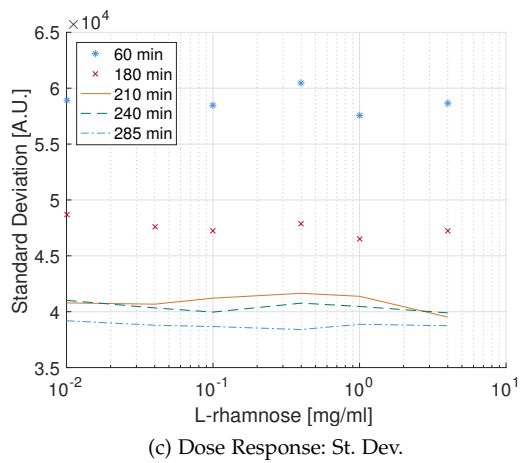 ×10⁴
6.5
6
5.5
5
4.5
4
3.5
Standard Deviation [A.U.]
60 min
180 min
210 min
240 min
285 min
10⁻² 10⁻¹ 10⁰ 10¹
L-rhamnose [mg/ml]
(c) Dose Response: St. Dev.